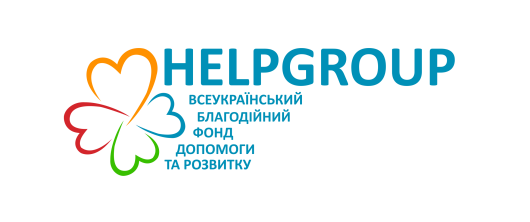 HELPGROUP
ВСЕУКРАЇНСЬКИЙ
БЛАГОДІЙНИЙ
ФОНД
ДОПОМОГИ
ТА РОЗВИТКУ